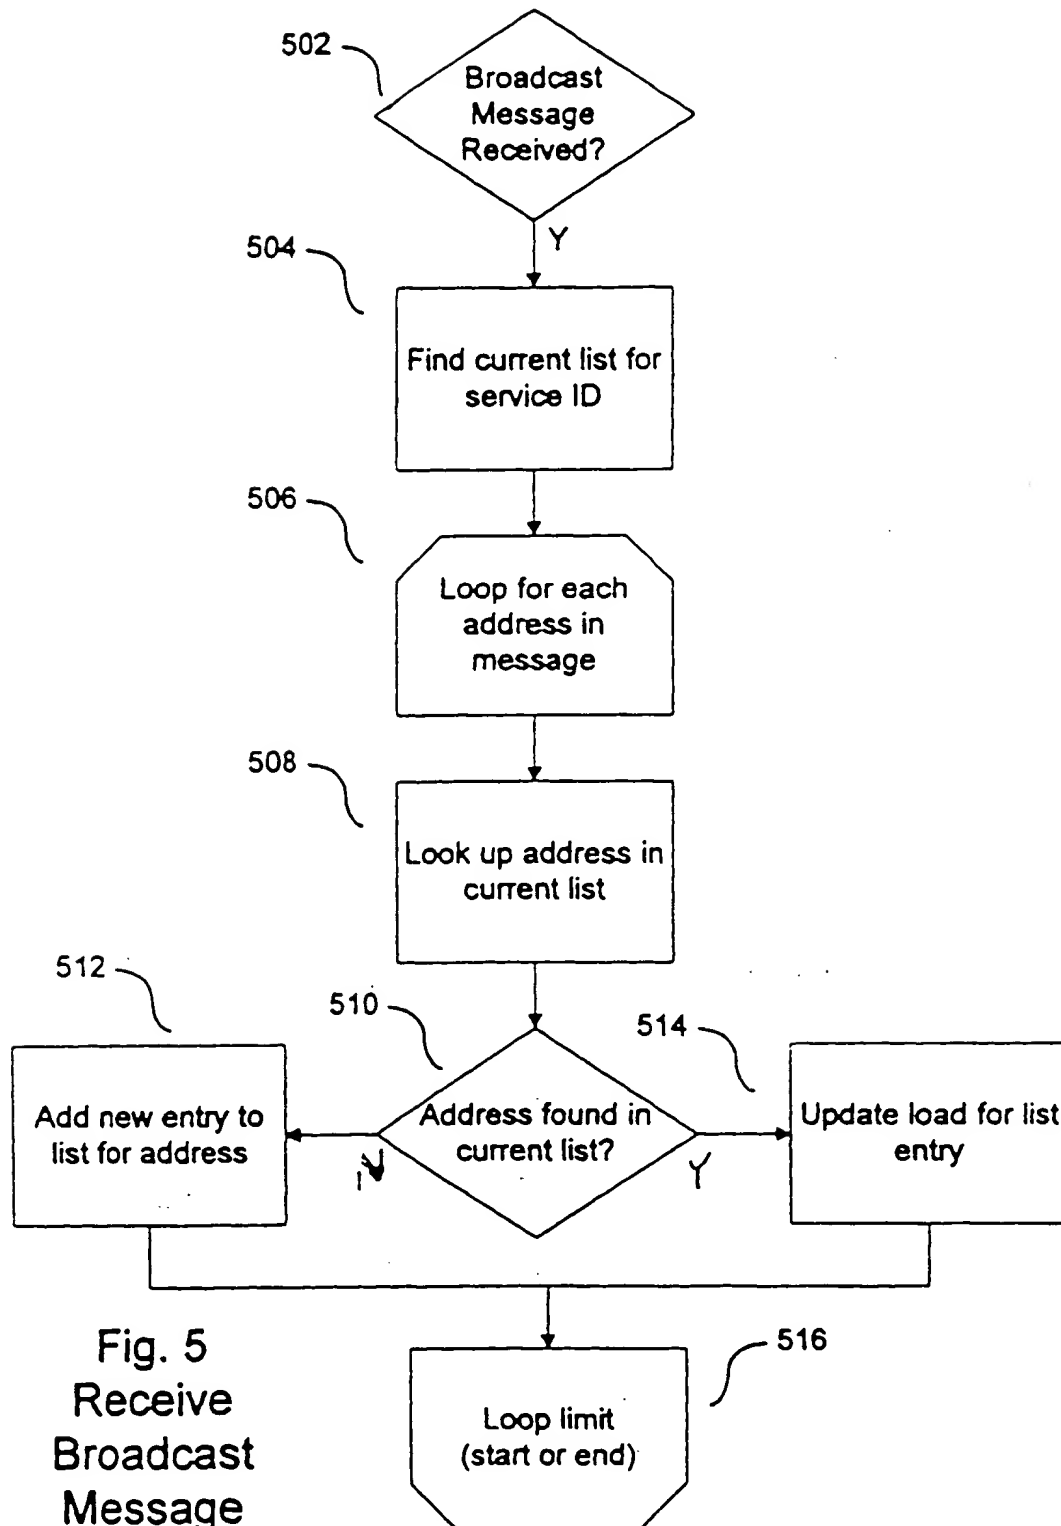 502
Broadcast
Message
Received?
Y
504
Find current list for
service ID
506
Loop for each
address in
message
508
Look up address in
current list
512
510
514
Add new entry to
list for address
Address found in
current list?
Update load for list
entry
N
Y
516
Loop limit
(start or end)
Fig. 5
Receive
Broadcast
Message